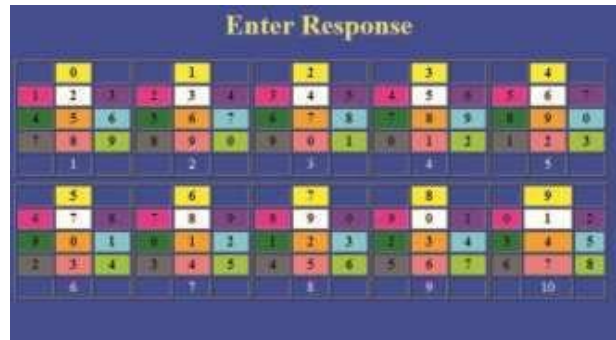 Enter Response
0 1 2 3 4
1 2 3 2 3 4 3 4 5 4 5 6 5 6 7
4 5 6 5 6 7 6 7 8 7 8 9 8 9 0
7 8 9 8 9 0 9 0 1 0 1 2 1 2 3
1 2 3 4 5
5 6 7 8 9
6 7 8 7 8 9 8 9 0 9 0 1 0 1 2
9 0 1 0 1 2 1 2 3 2 3 4 3 4 5
2 3 4 3 4 5 4 5 6 5 6 7 6 7 8
6 7 8 9 10